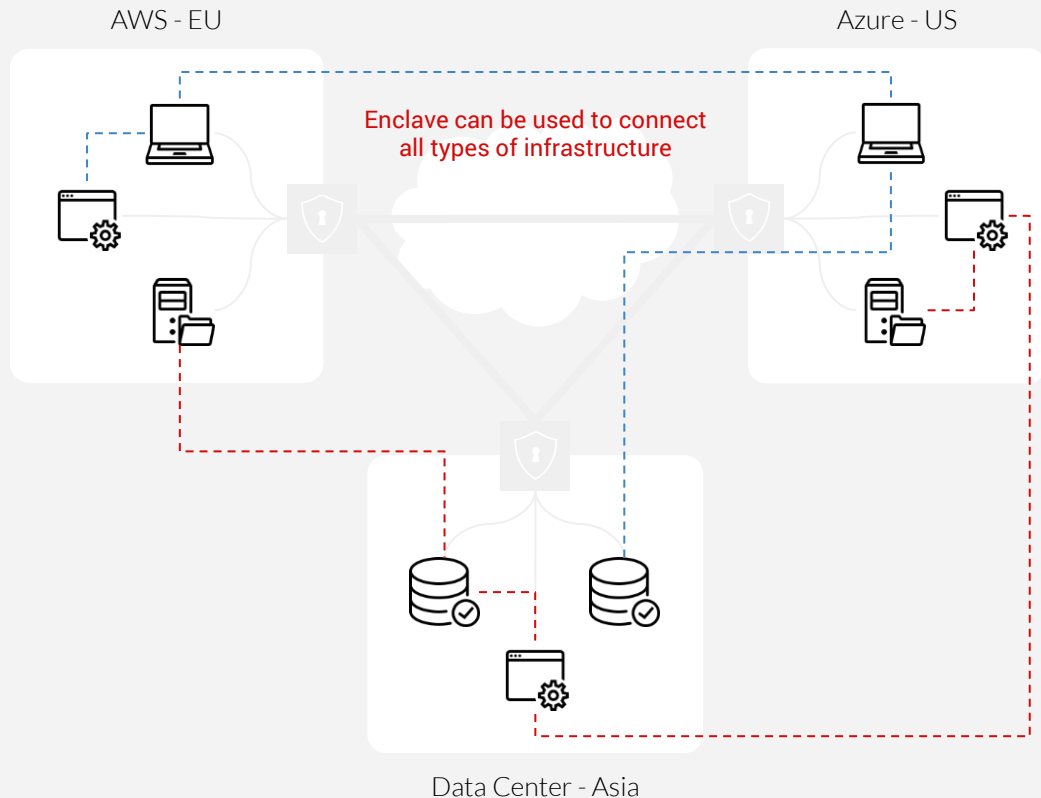 AWS - EU
Azure - US
Enclave can be used to connect
all types of infrastructure
Data Center - Asia